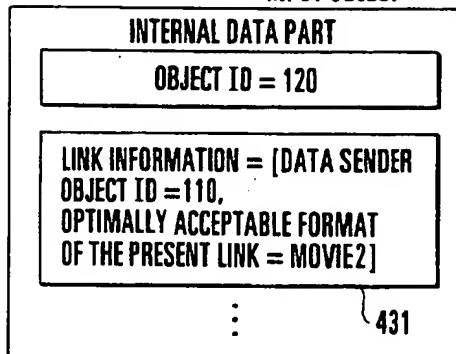 INTERNAL DATA PART
OBJECT ID = 120
LINK INFORMATION = [DATA SENDER
OBJECT ID =110,
OPTIMALLY ACCEPTABLE FORMAT
OF THE PRESENT LINK = MOVIE2]
431